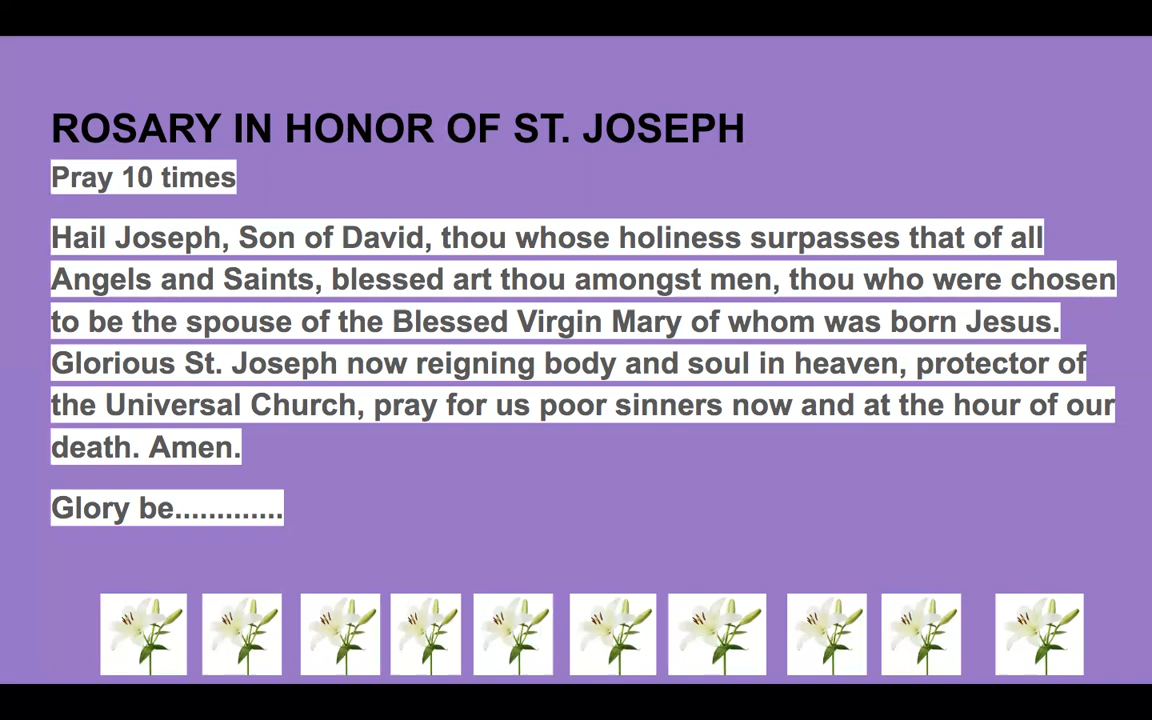 ROSARY IN HONOR OF ST. JOSEPH
Pray 10 times
Hail Joseph, Son of David, thou whose holiness surpasses that of all
Angels and Saints, blessed art thou amongst men, thou who were chosen
to be the spouse of the Blessed Virgin Mary of whom was born Jesus.
Glorious St. Joseph now reigning body and soul in heaven, protector of
the Universal Church, pray for us poor sinners now and at the hour of our
death. Amen.
Glory be.............